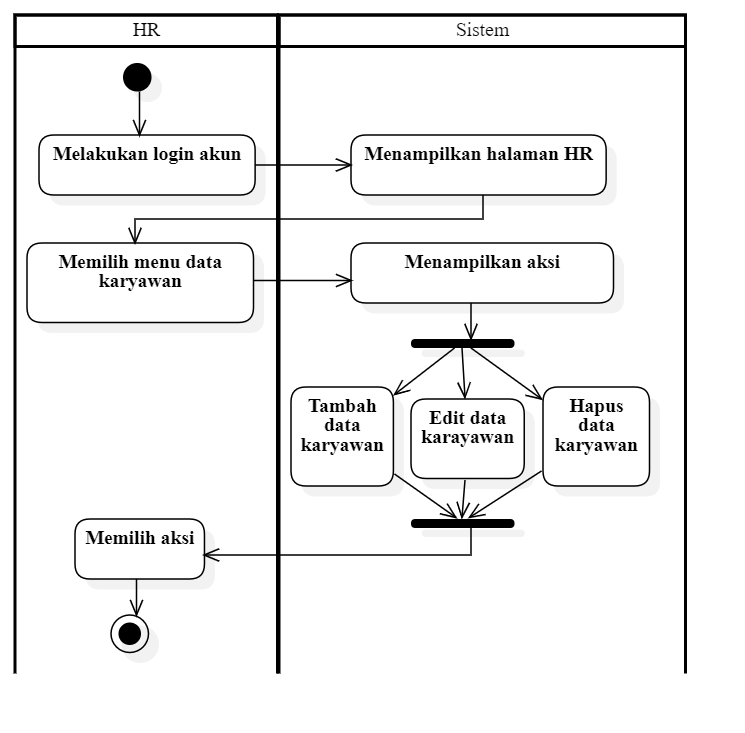 HR
Sistem
Melakukan login akun
Menampilkan halaman HR
Memilih menu data
karyawan
Menampilkan aksi
Tambah
data
karyawan
Edit data
karayawan
Hapus
data
karyawan
Memilih aksi